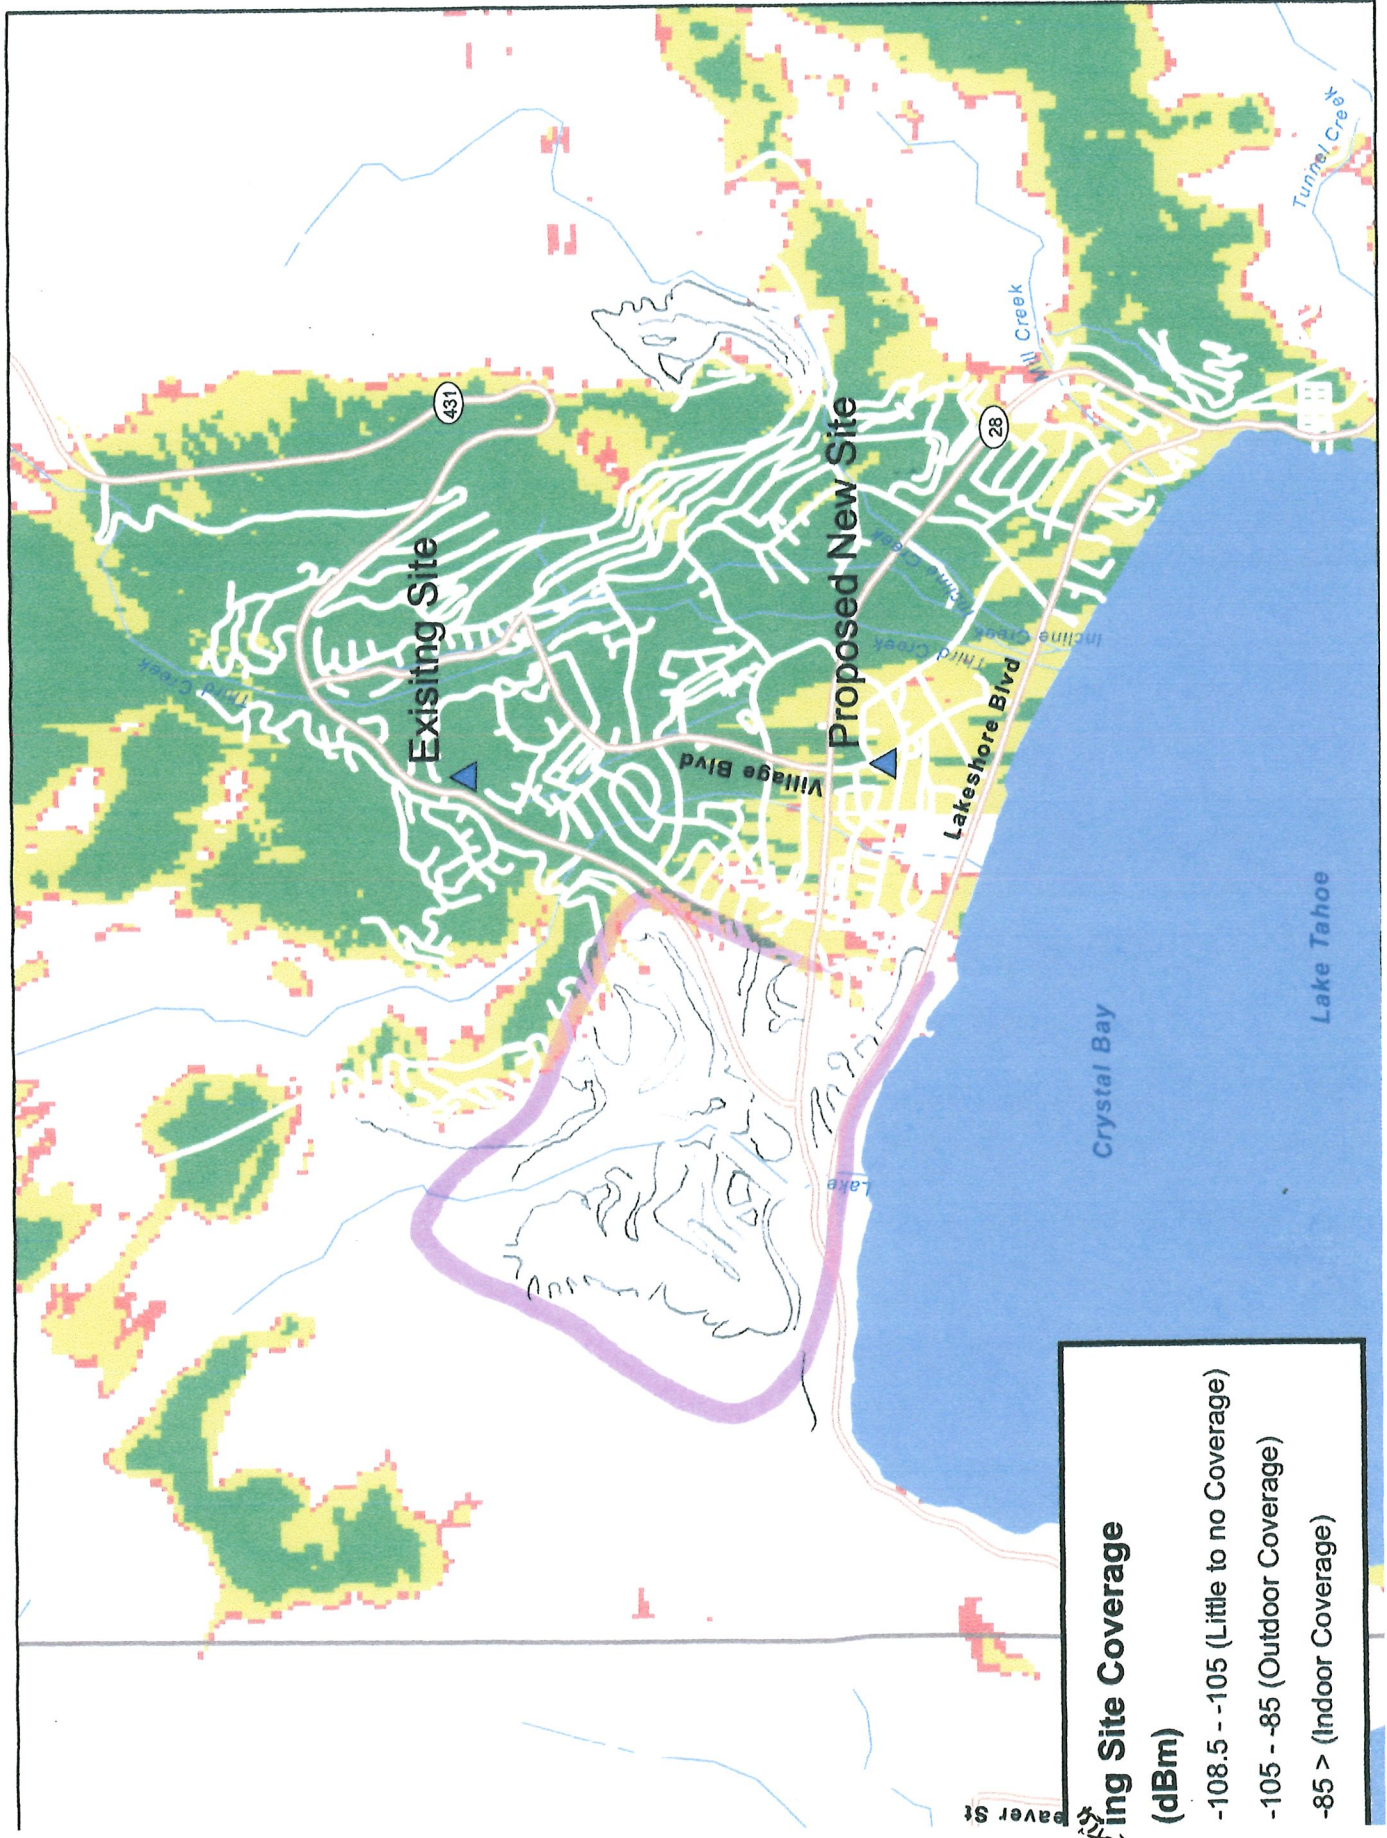 431
Exisitng Site
Third Creek
Village Blvd
Proposed New Site
28
Mill Creek
Tunnel Creek
Incline Creek
Third Creek
Incline Creek
Lakeshore Blvd
Lake
Crystal Bay
Lake Tahoe
eaver St
ing Site Coverage
(dBm)
-108.5 - -105 (Little to no Coverage)
-105 - -85 (Outdoor Coverage)
-85 > (Indoor Coverage)